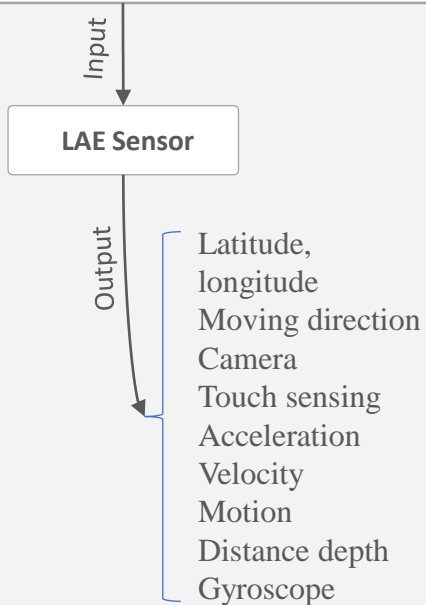 Input
LAE Sensor
Output
Latitude,
longitude
Moving direction
Camera
Touch sensing
Acceleration
Velocity
Motion
Distance depth
Gyroscope